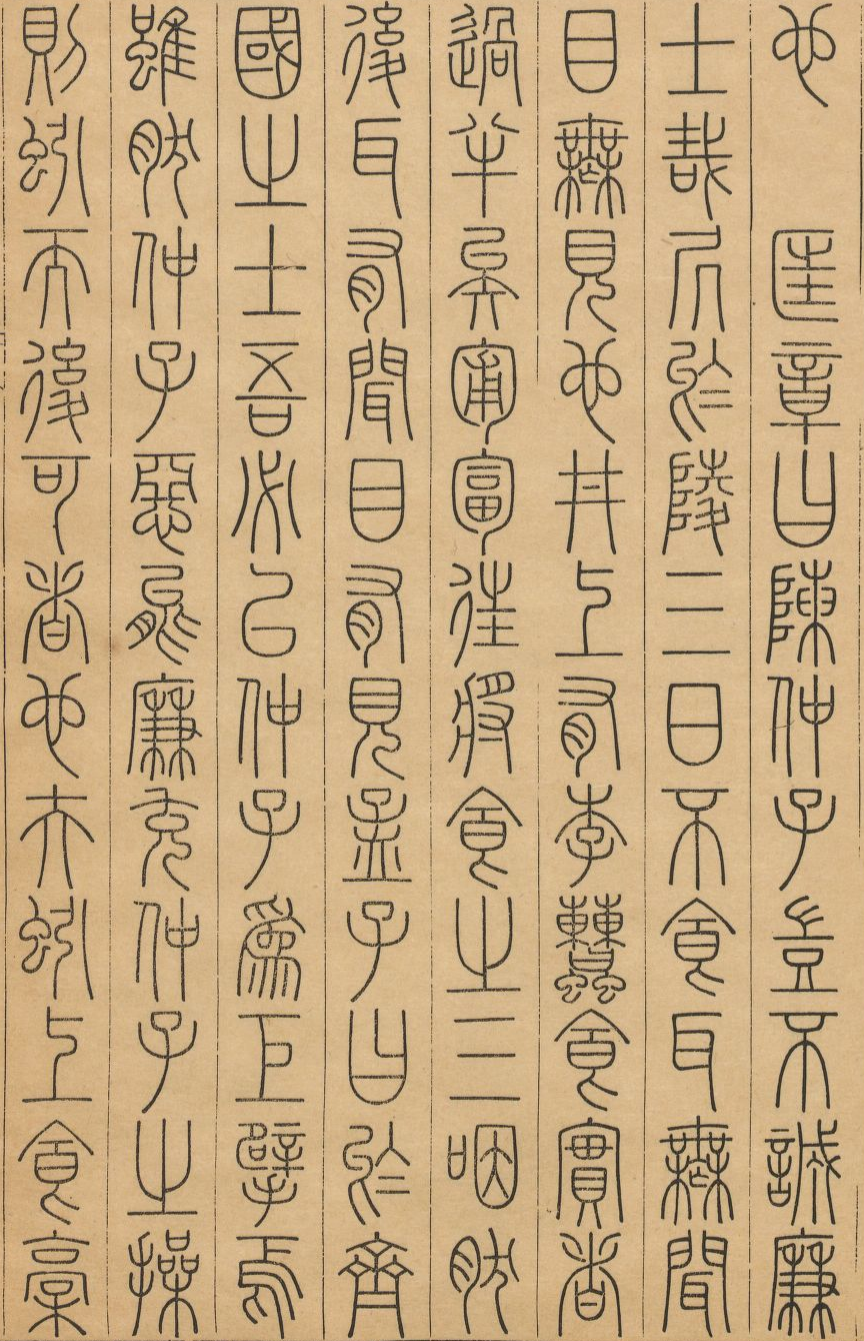 也　匡章曰陳仲子豈不誠廉
士哉凥於陵三日不食耳無聞
目無見也井上有李螬食實者
過半矣匍匐往將食之三咽然
後耳有聞目有見孟子曰於齊
國之士吾必以仲子為巨擘焉
雖然仲子惡能廉充仲子之操
則蚓而後可者也夫蚓上食槁